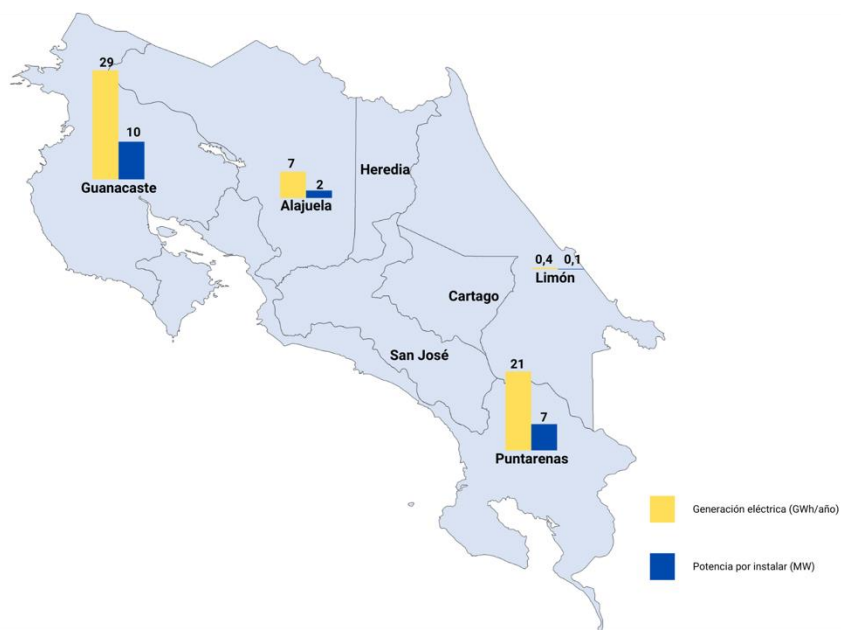 29
10
Guanacaste
7
2
Alajuela
Heredia
0,4 0,1
Limón
Cartago
San José
21
7
Puntarenas
Generación eléctrica (GWh/año)
Potencia por instalar (MW)